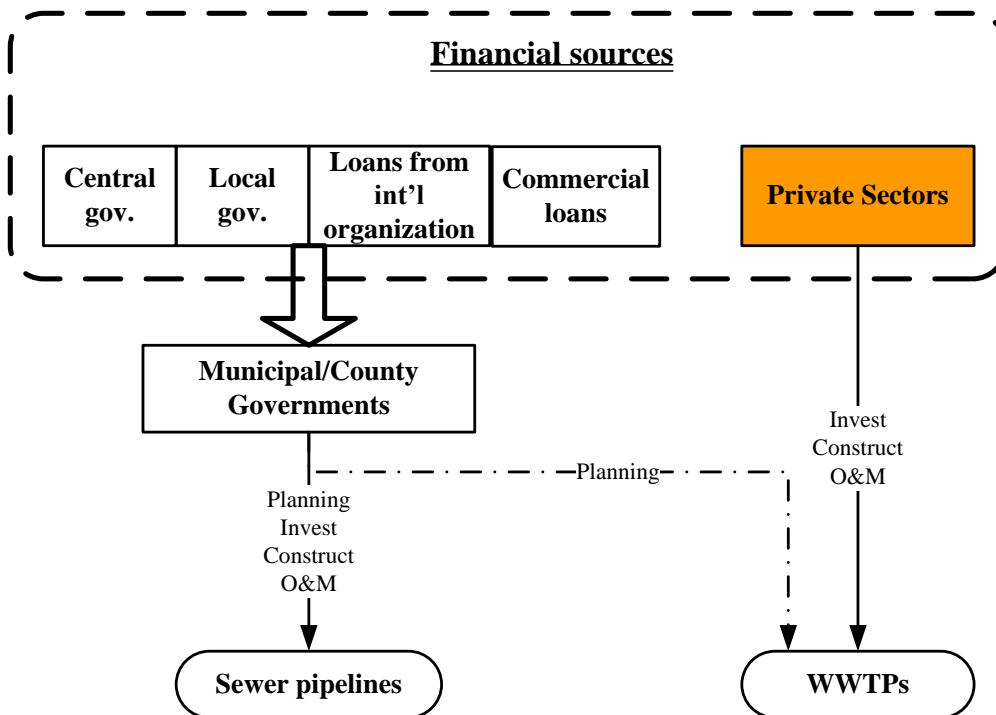 Financial sources
Central
gov.
Local
gov.
Loans from
int’l
organization
Commercial
loans
Private Sectors
Municipal/County
Governments
Planning
Invest
Construct
O&M
Planning
Invest
Construct
O&M
Sewer pipelines
WWTPs